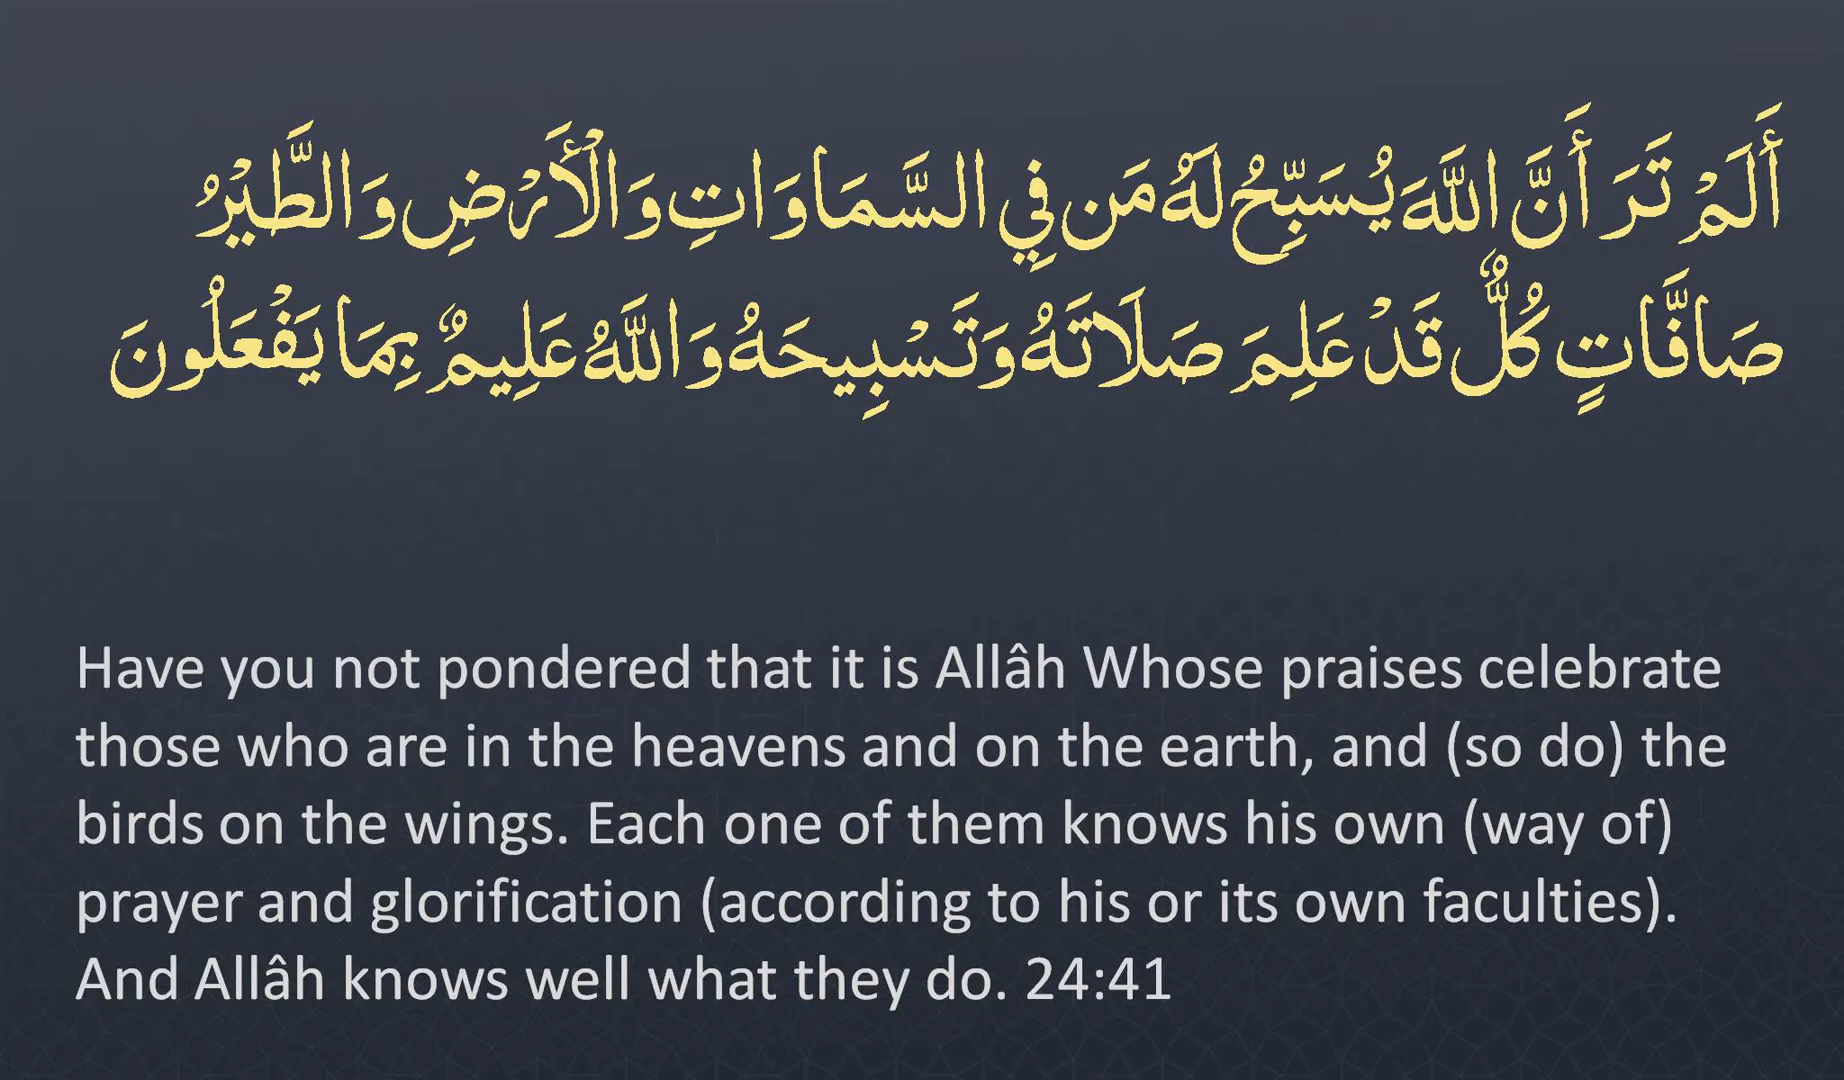 أَلَمْ تَرَ أَنَّ اللَّهَ يُسَبِّحُ لَهُ مَن فِي السَّمَاوَاتِ وَالْأَرْضِ وَالطَّيْرُ
صَافَّاتٍ كُلٌّ قَدْ عَلِمَ صَلَاتَهُ وَتَسْبِيحَهُ وَاللَّهُ عَلِيمٌ بِمَا يَفْعَلُونَ
Have you not pondered that it is Allâh Whose praises celebrate
those who are in the heavens and on the earth, and (so do) the
birds on the wings. Each one of them knows his own (way of)
prayer and glorification (according to his or its own faculties).
And Allâh knows well what they do. 24:41